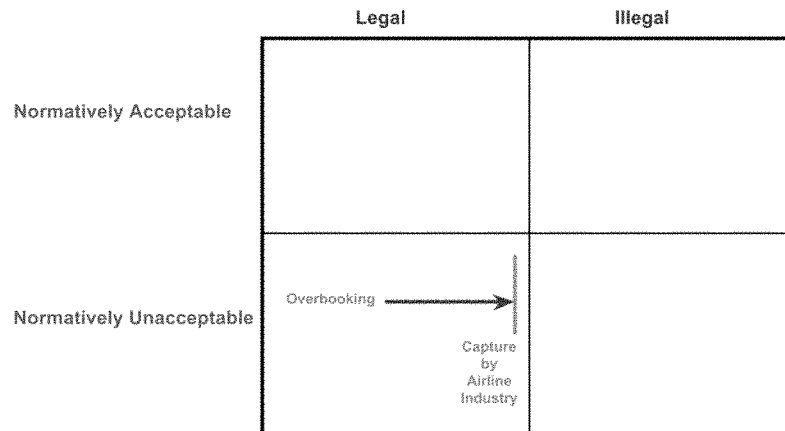 Legal Illegal
Normatively Acceptable
Overbooking
Normatively Unacceptable
Capture
by
Airline
Industry